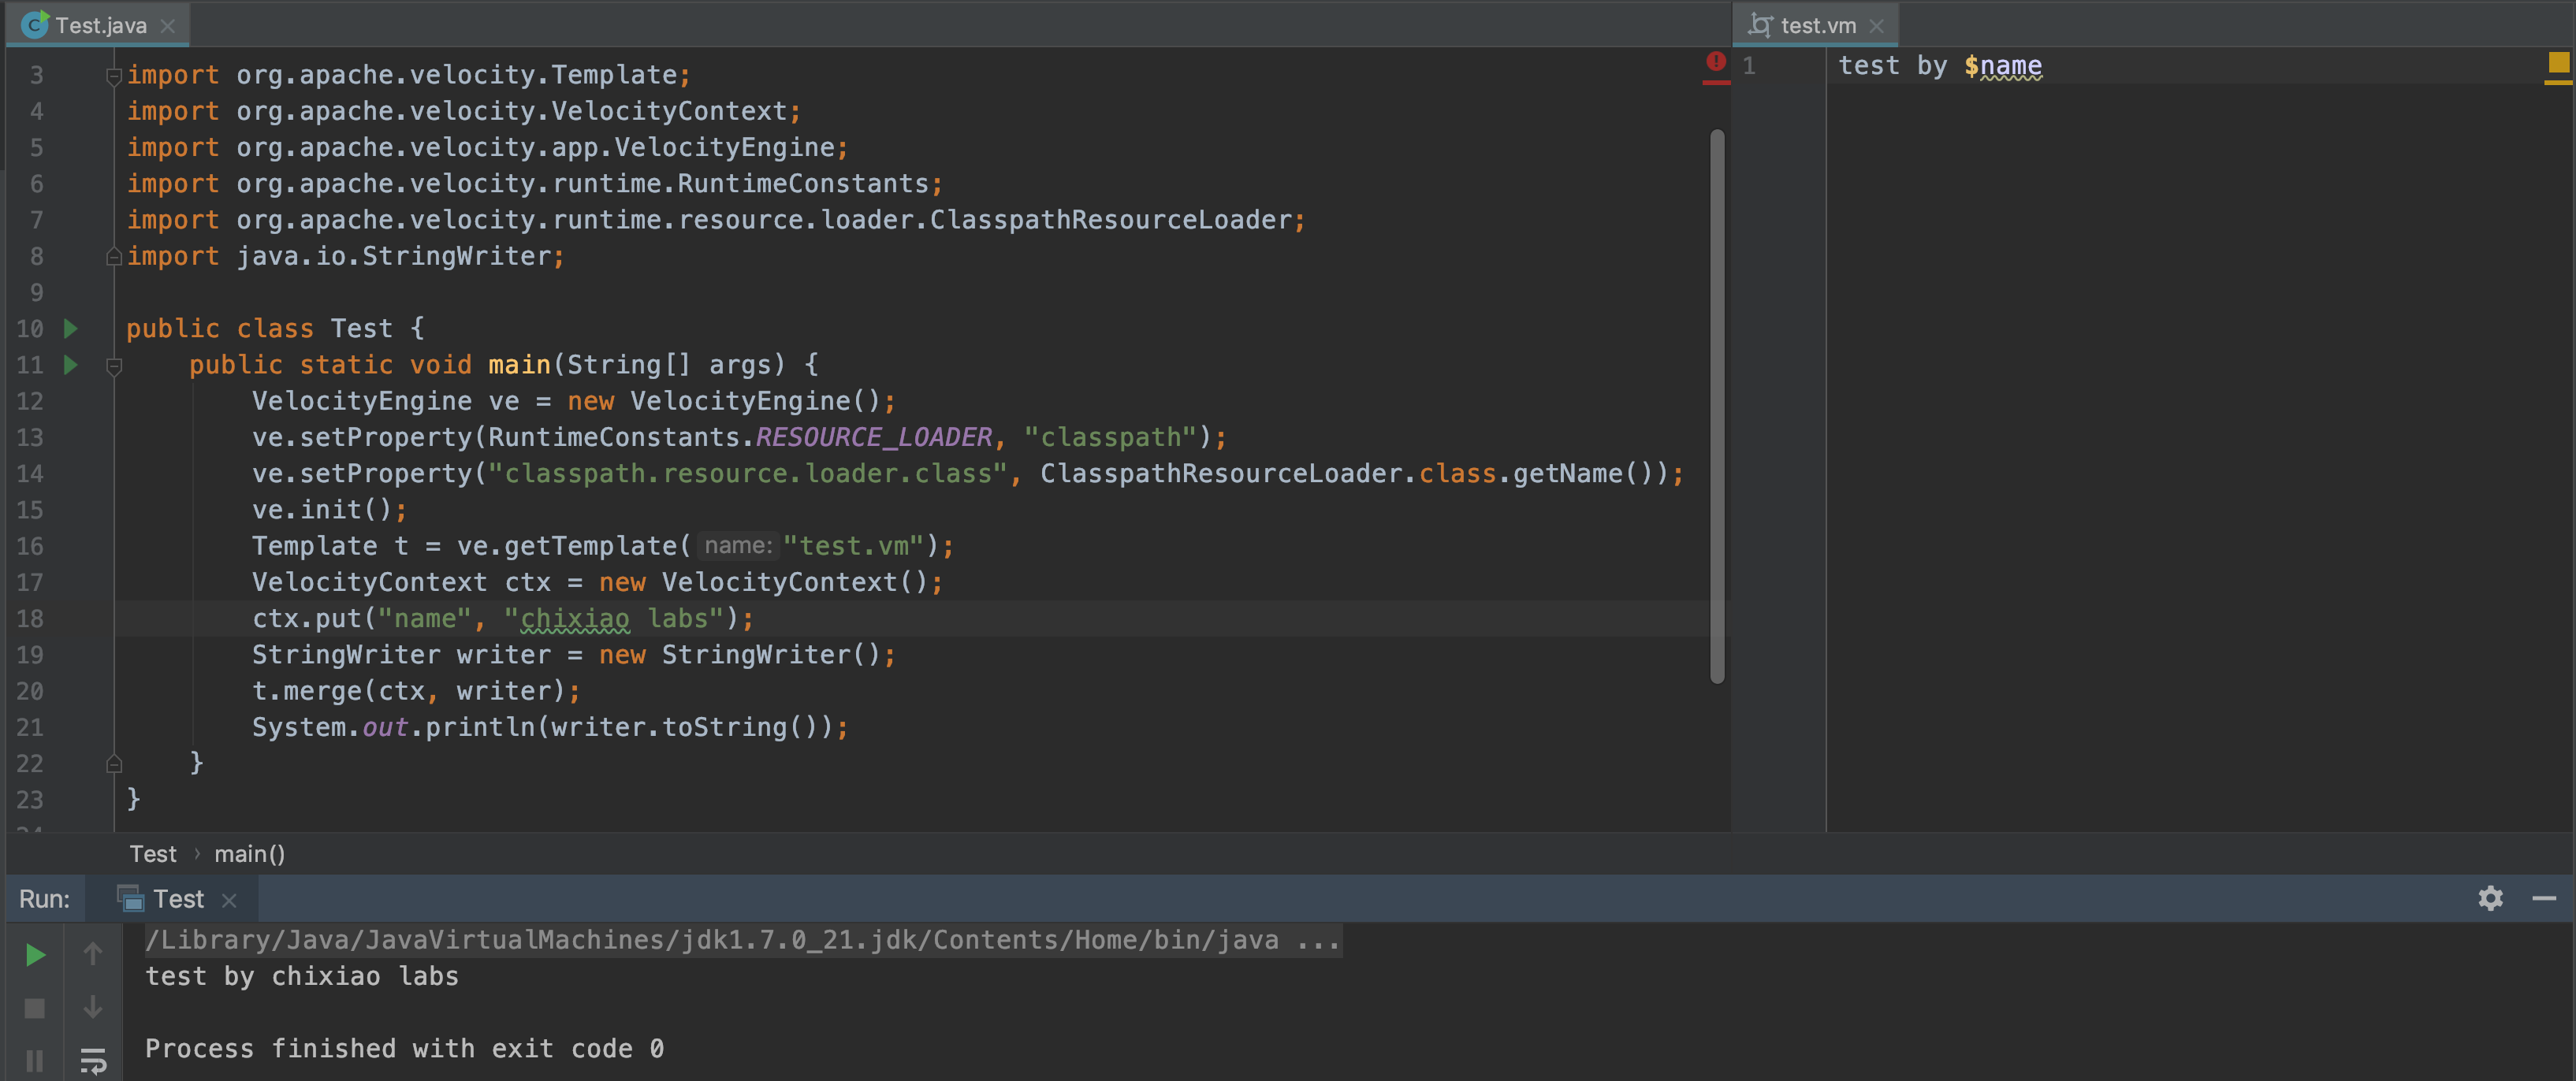 Test.java
test.vm
3 import org.apache.velocity.Template;
4 import org.apache.velocity.VelocityContext;
5 import org.apache.velocity.app.VelocityEngine;
6 import org.apache.velocity.runtime.RuntimeConstants;
7 import org.apache.velocity.runtime.resource.loader.ClasspathResourceLoader;
8 import java.io.StringWriter;
9
10 public class Test {
11 public static void main(String[] args) {
12 VelocityEngine ve = new VelocityEngine();
13 ve.setProperty(RuntimeConstants.RESOURCE_LOADER, "classpath");
14 ve.setProperty("classpath.resource.loader.class", ClasspathResourceLoader.class.getName());
15 ve.init();
16 Template t = ve.getTemplate( name: "test.vm");
17 VelocityContext ctx = new VelocityContext();
18 ctx.put("name", "chixiao labs");
19 StringWriter writer = new StringWriter();
20 t.merge(ctx, writer);
21 System.out.println(writer.toString());
22 }
23 }
1 test by $name
Test › main()
Run: Test
/Library/Java/JavaVirtualMachines/jdk1.7.0_21.jdk/Contents/Home/bin/java ...
test by chixiao labs
Process finished with exit code 0